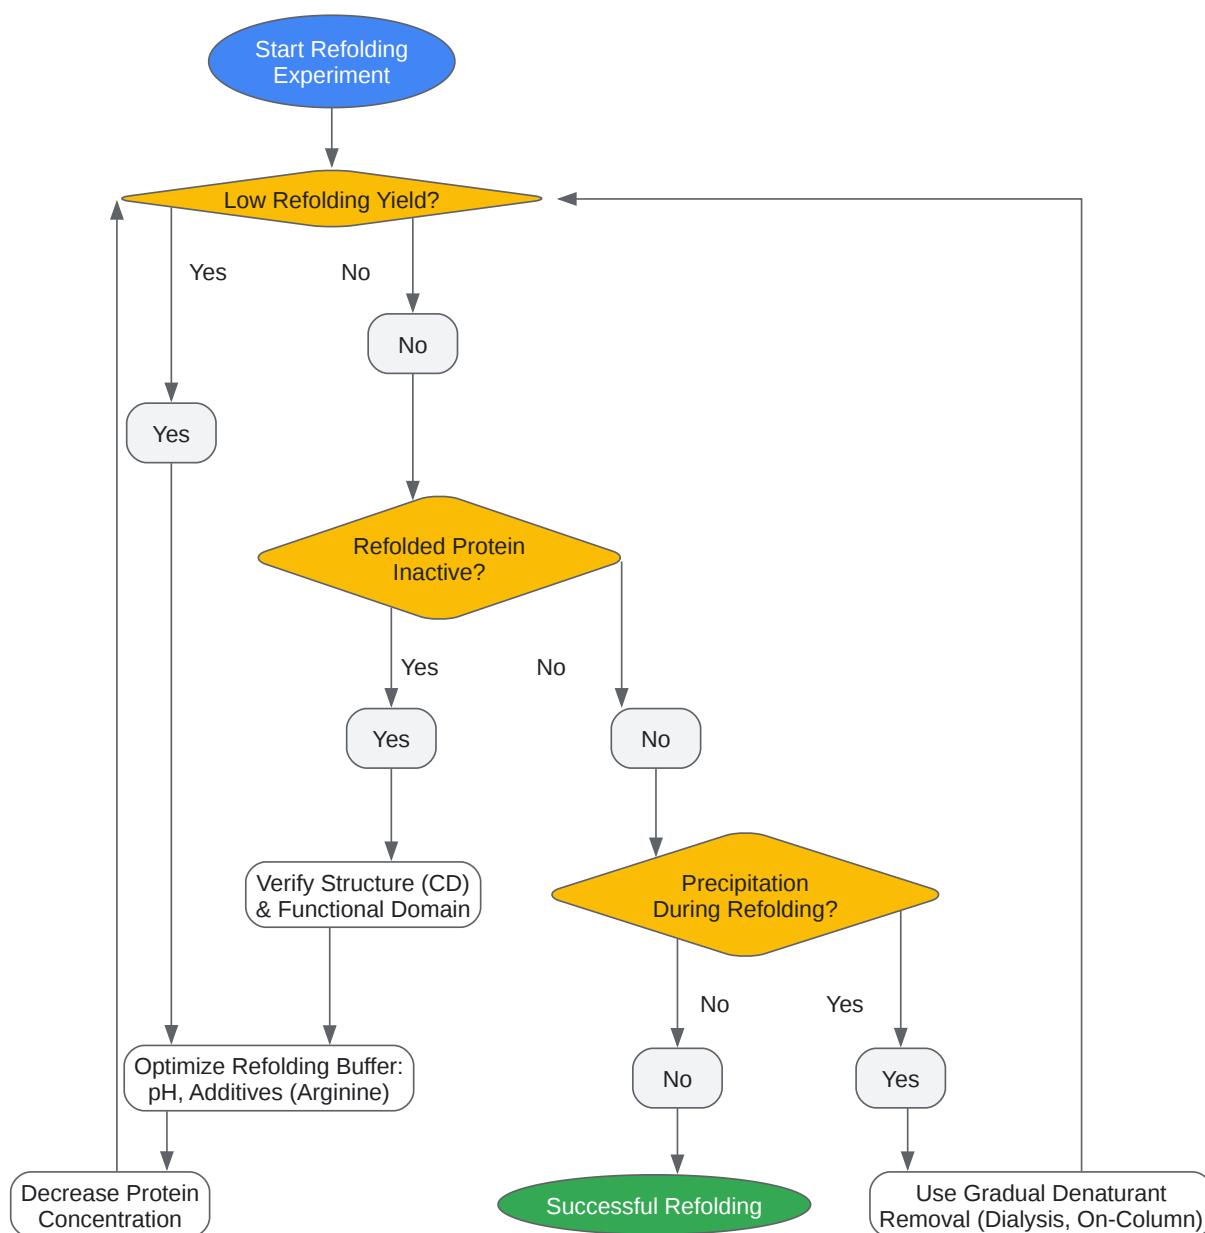 Start Refolding
Experiment
Low Refolding Yield?
Yes
No
No
Yes
Refolded Protein
Inactive?
Yes
No
Yes
No
Verify Structure (CD)
& Functional Domain
Precipitation
During Refolding?
No
Yes
Optimize Refolding Buffer:
pH, Additives (Arginine)
No
Yes
Decrease Protein
Concentration
Successful Refolding
Use Gradual Denaturant
Removal (Dialysis, On-Column)